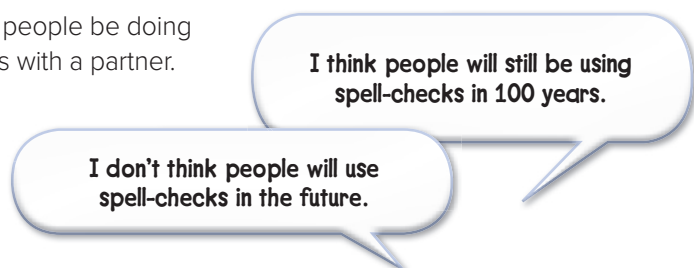 people be doing
s with a partner.
I think people will still be using
spell-checks in 100 years.
I don't think people will use
spell-checks in the future.